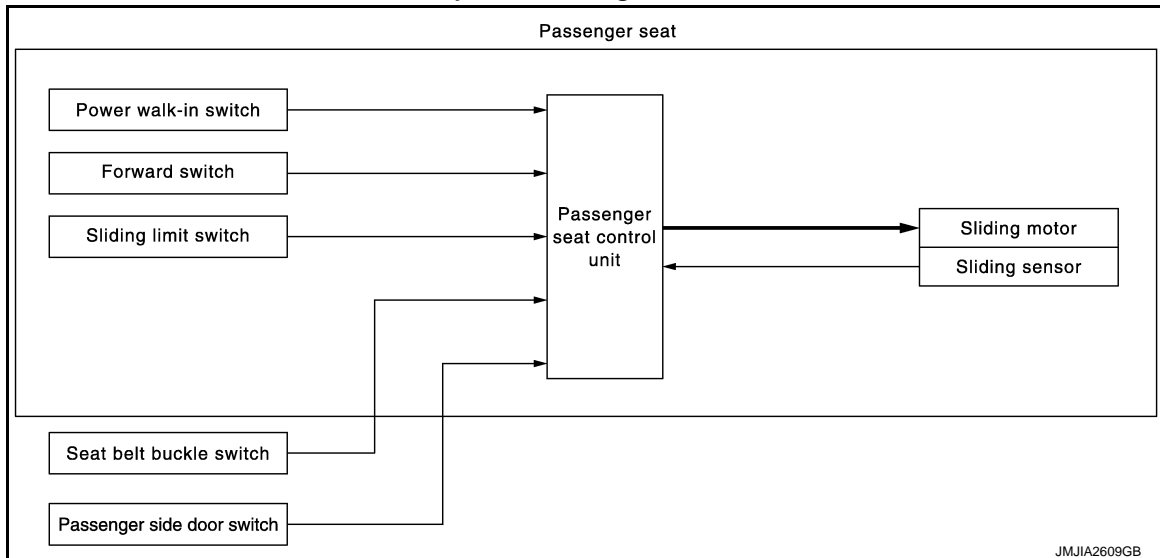 Passenger seat
Power walk-in switch
Forward switch
Sliding limit switch
Passenger
seat control
unit
Sliding motor
Sliding sensor
Seat belt buckle switch
Passenger side door switch
JMJIA2609GB